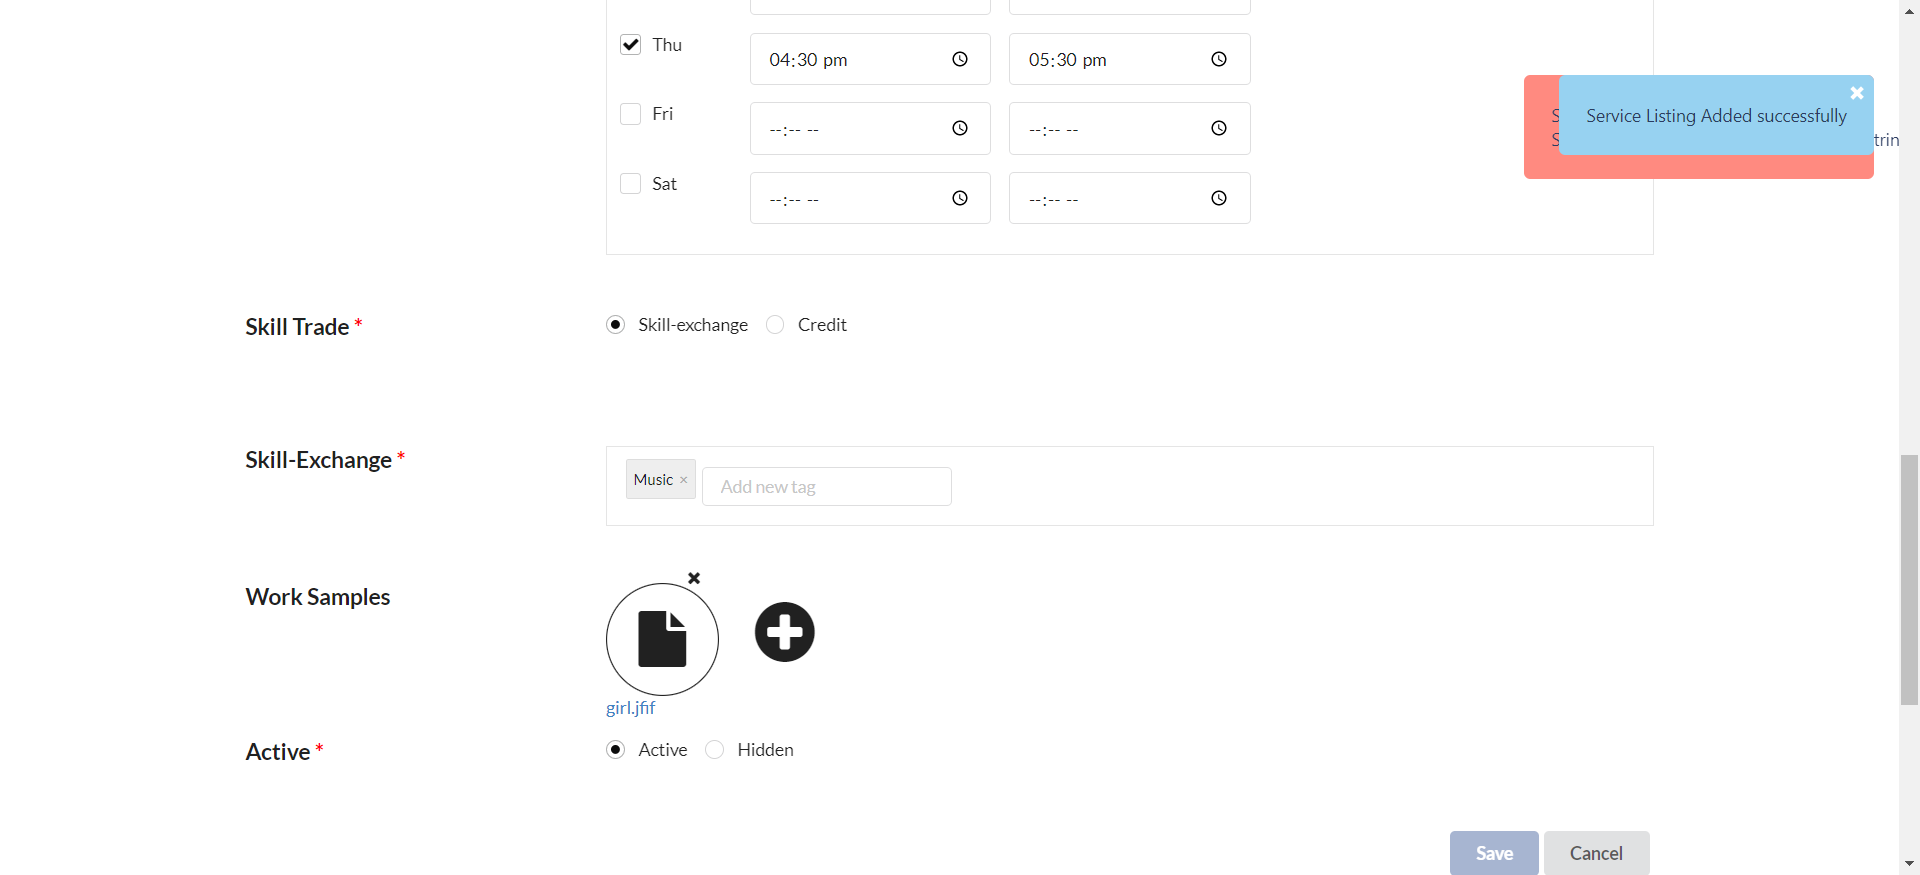 Thu
04:30 pm
05:30 pm
Fri
--:-- --
--:-- --
Service Listing Added successfully
Sat
--:-- --
--:-- --
Skill Trade *
Skill-exchange
Credit
Skill-Exchange *
Music ×
Add new tag
Work Samples
girl.jfif
Active *
Active
Hidden
Save
Cancel